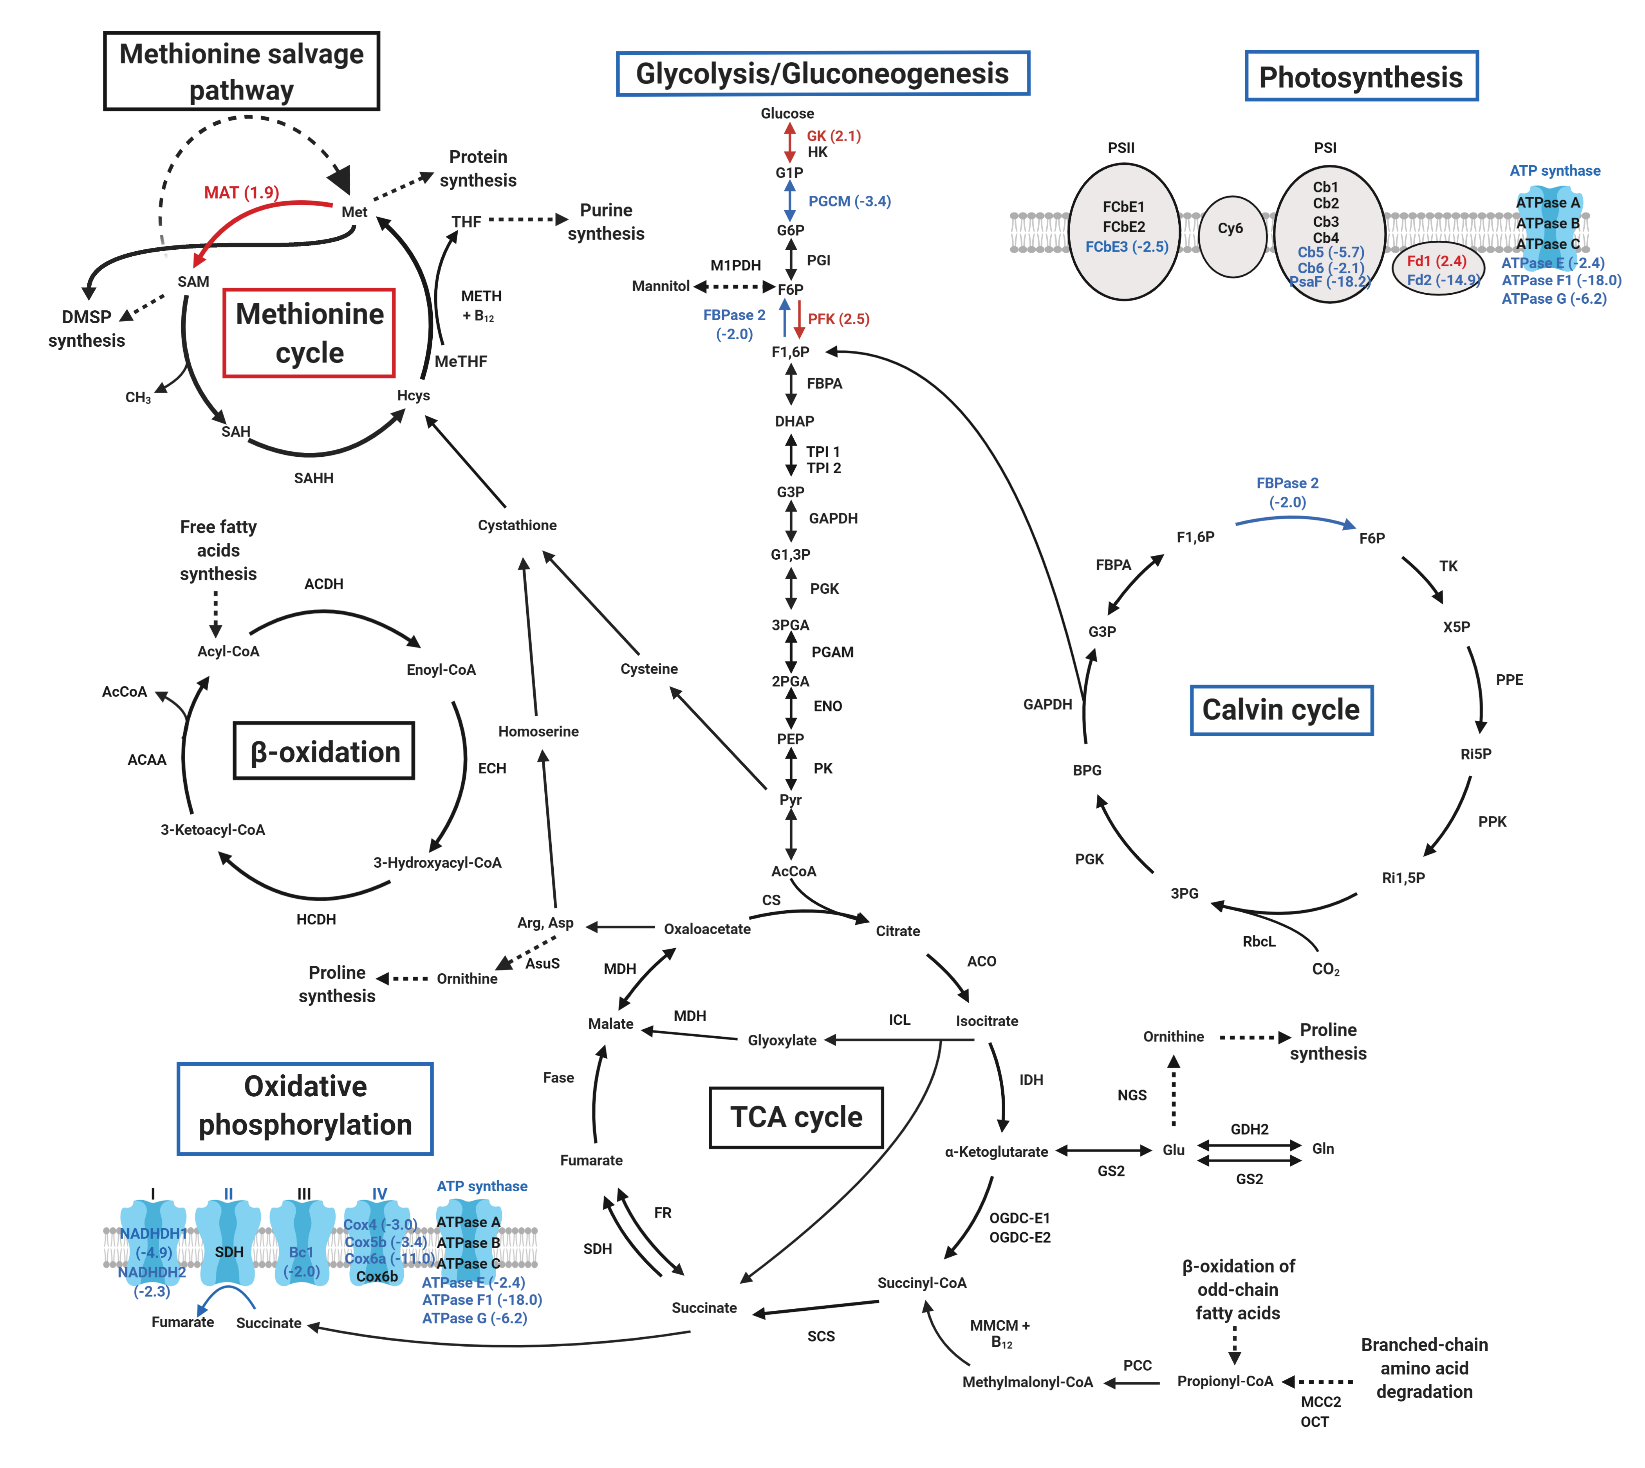 Methionine salvage
pathway
MAT (1.9)
Met
Protein
synthesis
THF
Purine
synthesis
SAM
DMSP
synthesis
Methionine
cycle
METH
+ B₁₂
MeTHF
CH₃
Hcys
SAH
SAHH
Cystathione
Cysteine
Homoserine
Free fatty
acids
synthesis
ACDH
Acyl-CoA
Enoyl-CoA
AcCoA
β-oxidation
ACAA
ECH
3-Ketoacyl-CoA
3-Hydroxyacyl-CoA
HCDH
Glycolysis/Gluconeogenesis
Glucose
GK (2.1)
HK
G1P
PGCM (-3.4)
G6P
PGI
M1PDH
Mannitol
F6P
FBPase 2
(-2.0)
PFK (2.5)
F1,6P
FBPA
DHAP
TPI 1
TPI 2
G3P
GAPDH
G1,3P
PGK
3PGA
PGAM
2PGA
ENO
PEP
PK
Pyr
AcCoA
Photosynthesis
PSII
FCbE1
FCbE2
FCbE3 (-2.5)
Cy6
PSI
Cb1
Cb2
Cb3
Cb4
Cb5 (-5.7)
Cb6 (-2.1)
PsaF (-18.2)
Fd1 (2.4)
Fd2 (-14.9)
ATP synthase
ATPase A
ATPase B
ATPase C
ATPase E (-2.4)
ATPase F1 (-18.0)
ATPase G (-6.2)
FBPase 2
(-2.0)
F1,6P
F6P
FBPA
TK
G3P
X5P
PPE
GAPDH
Calvin cycle
Ri5P
BPG
PPK
PGK
Ri1,5P
3PG
RbcL
CO₂
CS
Arg, Asp
Oxaloacetate
Citrate
AsuS
Ornithine
Proline
synthesis
MDH
ACO
Malate
MDH
Glyoxylate
ICL
Isocitrate
Fase
IDH
TCA cycle
Fumarate
α-Ketoglutarate
GS2
Glu
GDH2
GS2
Gln
NGS
Ornithine
Proline
synthesis
FR
SDH
OGDC-E1
OGDC-E2
Succinyl-CoA
Succinate
SCS
MMCM +
B₁₂
Methylmalonyl-CoA
PCC
Propionyl-CoA
β-oxidation of
odd-chain
fatty acids
Branched-chain
amino acid
degradation
MCC2
OCT
Oxidative
phosphorylation
I
II
III
IV
ATP synthase
NADHDH1
(-4.9)
NADHDH2
(-2.3)
SDH
Bc1
(-2.0)
Cox4 (-3.0)
Cox5b (-3.4)
Cox6a (-11.0)
Cox6b
ATPase A
ATPase B
ATPase C
ATPase E (-2.4)
ATPase F1 (-18.0)
ATPase G (-6.2)
Fumarate
Succinate